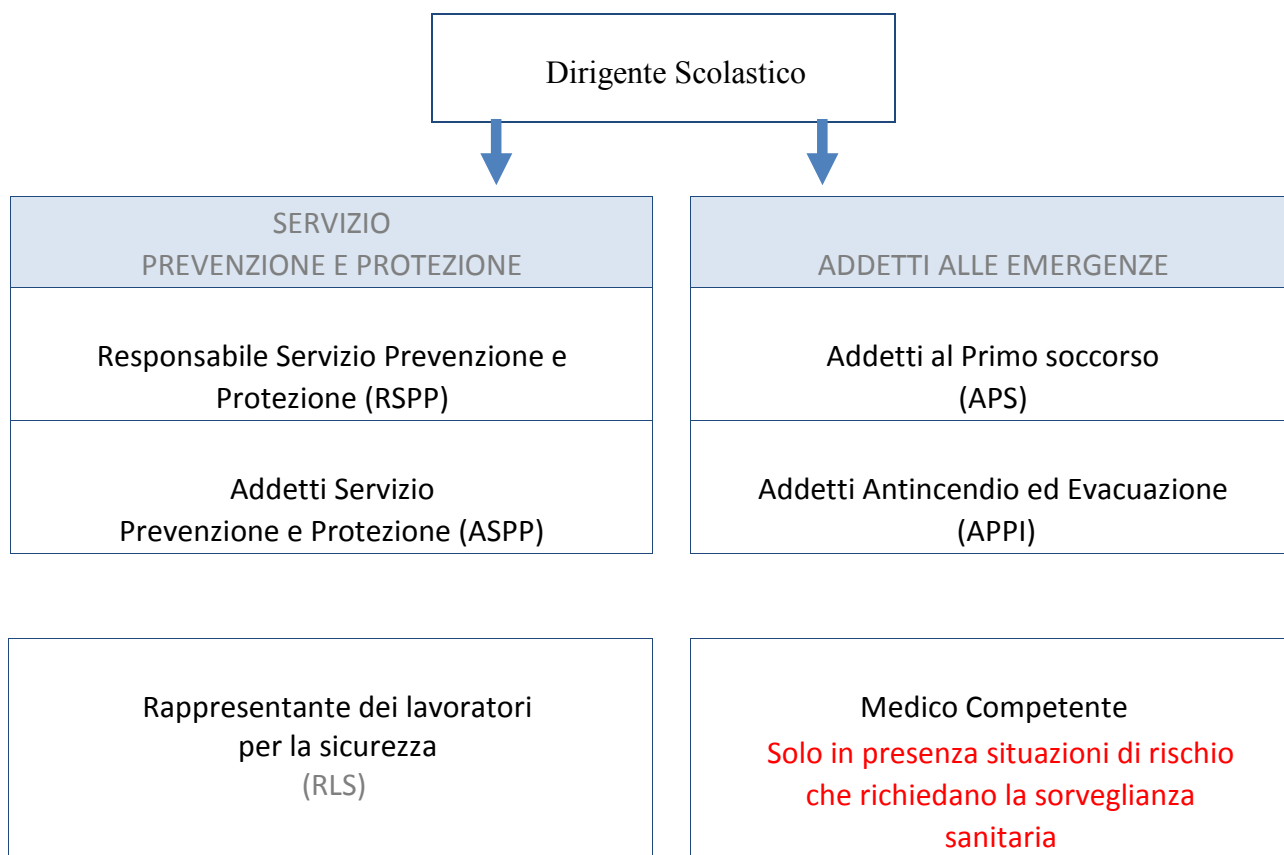 Dirigente Scolastico
SERVIZIO
PREVENZIONE E PROTEZIONE
Responsabile Servizio Prevenzione e
Protezione (RSPP)
Addetti Servizio
Prevenzione e Protezione (ASPP)
ADDETTI ALLE EMERGENZE
Addetti al Primo soccorso
(APS)
Addetti Antincendio ed Evacuazione
(APPI)
Rappresentante dei lavoratori
per la sicurezza
(RLS)
Medico Competente
Solo in presenza situazioni di rischio
che richiedano la sorveglianza
sanitaria